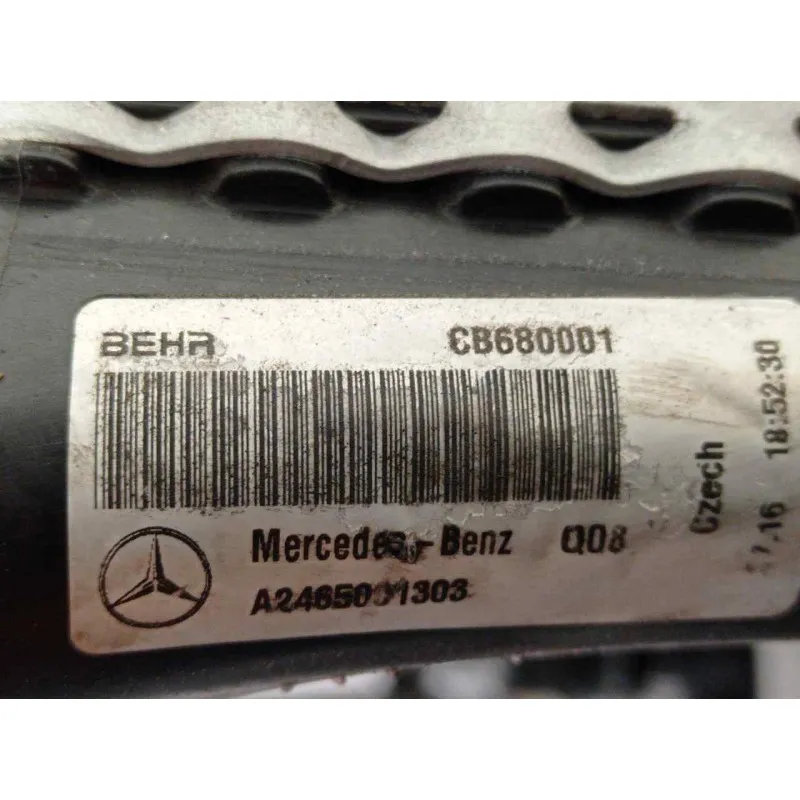 BEHR CB680001
Mercedes-Benz Q08
A2465001303
Czech
18:52:30